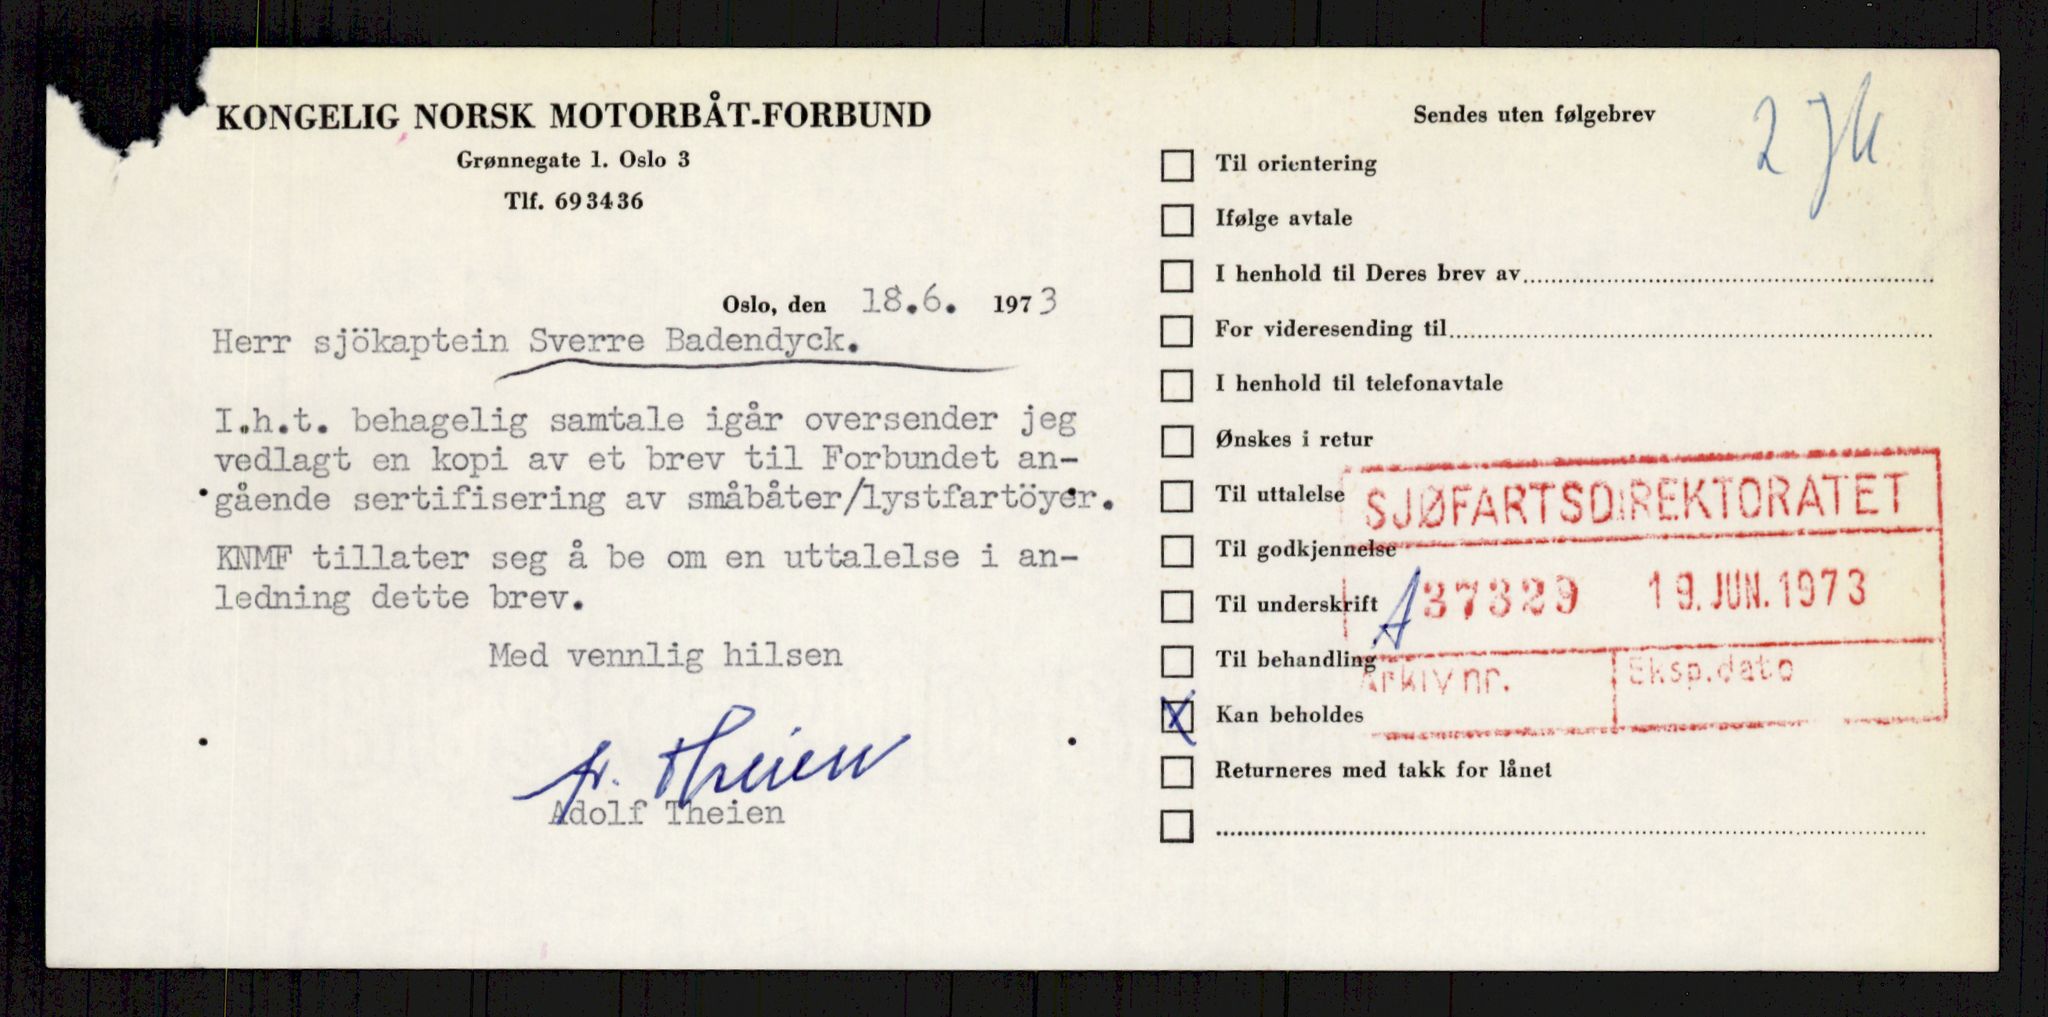 KONGELIG NORSK MOTORBÅT-FORBUND
Grønnegate 1. Oslo 3
Tlf. 693436
Oslo, den 18.6. 1973
Herr sjökaptein Sverre Badendyck.
I.h.t. behagelig samtale igår oversender jeg
vedlagt en kopi av et brev til Forbundet an-
gående sertifisering av småbåter/lystfartöyer.
KNMF tillater seg å be om en uttalelse i an-
ledning dette brev.
Med vennlig hilsen
A. Theien
Adolf Theien
Sendes uten følgebrev
Til orientering
Ifølge avtale
I henhold til Deres brev av
For videresending til
I henhold til telefonavtale
Ønskes i retur
Til uttalelse
Til godkjennelse
Til underskrift
Til behandling
X Kan beholdes
Returneres med takk for lånet
SJØFARTSDIREKTORATET
A 37329 19. JUN. 1973
Arkiv nr. Eksp. dato